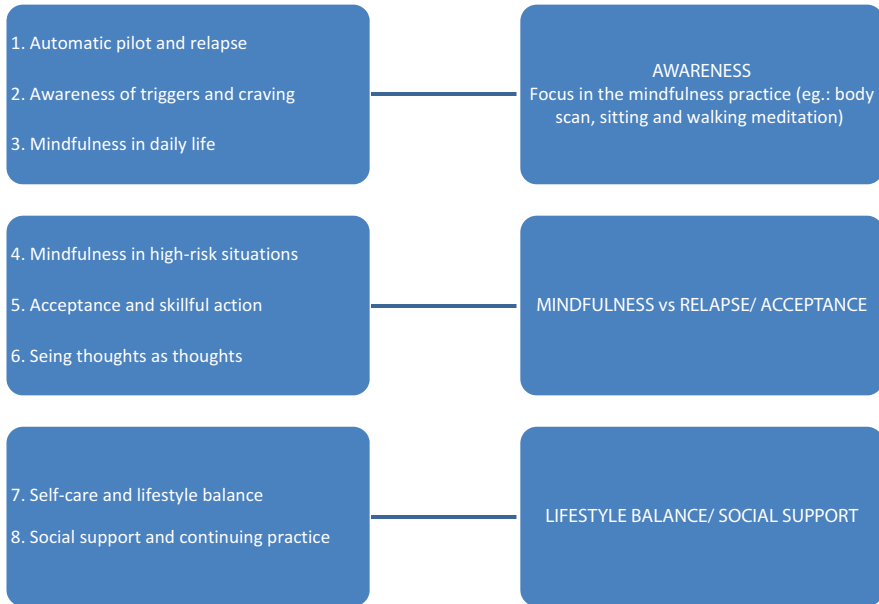 1. Automatic pilot and relapse
2. Awareness of triggers and craving
3. Mindfulness in daily life
AWARENESS
Focus in the mindfulness practice (eg.: body
scan, sitting and walking meditation)
4. Mindfulness in high-risk situations
5. Acceptance and skillful action
6. Seing thoughts as thoughts
MINDFULNESS vs RELAPSE/ ACCEPTANCE
7. Self-care and lifestyle balance
8. Social support and continuing practice
LIFESTYLE BALANCE/ SOCIAL SUPPORT